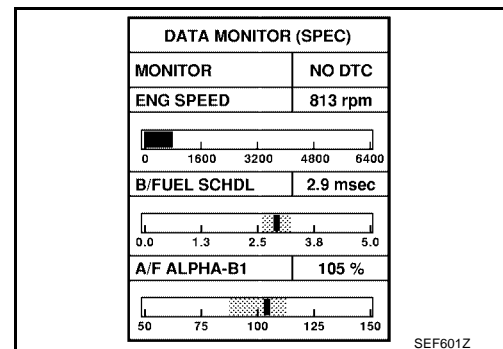 DATA MONITOR (SPEC)
MONITOR NO DTC
ENG SPEED 813 rpm
0 1600 3200 4800 6400
B/FUEL SCHDL 2.9 msec
0.0 1.3 2.5 3.8 5.0
A/F ALPHA-B1 105 %
50 75 100 125 150
SEF601Z